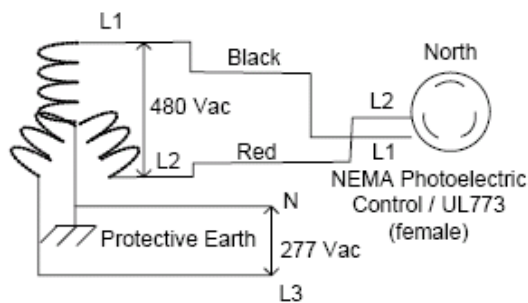 L1
Black
North
480 Vac
L2
L2
Red
L1
NEMA Photoelectric
Control / UL773
(female)
N
Protective Earth
277 Vac
L3